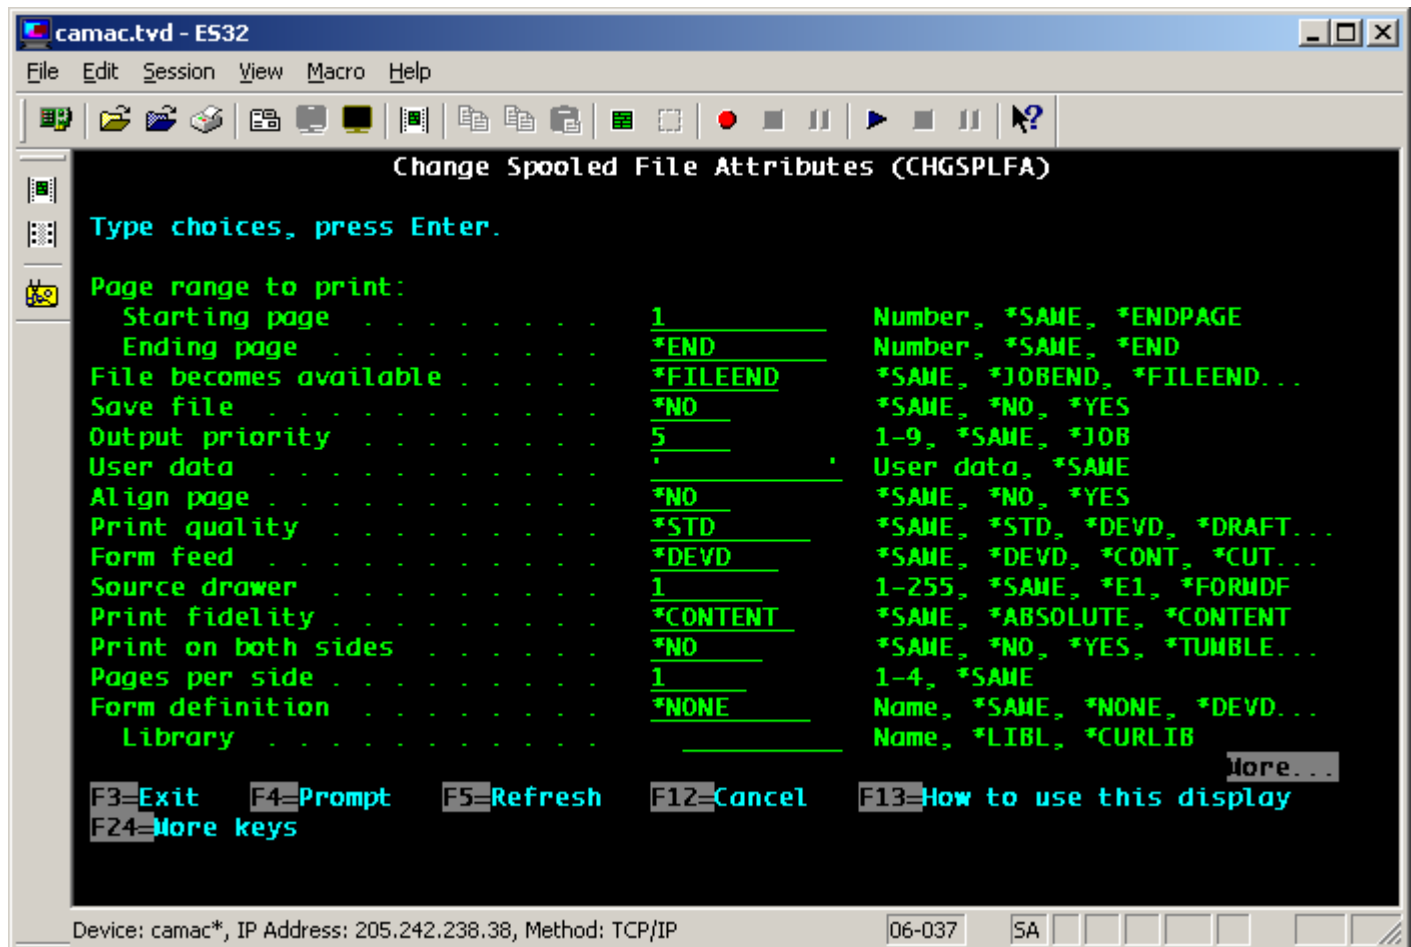 camac.tvd - ES32
File Edit Session View Macro Help
Change Spooled File Attributes (CHGSPLFA)
Type choices, press Enter.
Page range to print:
Starting page . . . . . . . . 1 Number, *SAME, *ENDPAGE
Ending page . . . . . . . . . *END Number, *SAME, *END
File becomes available . . . . . *FILEEND *SAME, *JOBEND, *FILEEND...
Save file . . . . . . . . . . . *NO *SAME, *NO, *YES
Output priority . . . . . . . . 5 1-9, *SAME, *JOB
User data . . . . . . . . . . . ' ' User data, *SAME
Align page . . . . . . . . . . . *NO *SAME, *NO, *YES
Print quality . . . . . . . . . *STD *SAME, *STD, *DEVD, *DRAFT...
Form feed . . . . . . . . . . . *DEVD *SAME, *DEVD, *CONT, *CUT...
Source drawer . . . . . . . . . 1 1-255, *SAME, *E1, *FORMDF
Print fidelity . . . . . . . . . *CONTENT *SAME, *ABSOLUTE, *CONTENT
Print on both sides . . . . . . *NO *SAME, *NO, *YES, *TUMBLE...
Pages per side . . . . . . . . . 1 1-4, *SAME
Form definition . . . . . . . . *NONE Name, *SAME, *NONE, *DEVD...
Library . . . . . . . . . . . Name, *LIBL, *CURLIB
More...
F3=Exit F4=Prompt F5=Refresh F12=Cancel F13=How to use this display
F24=More keys
Device: camac*, IP Address: 205.242.238.38, Method: TCP/IP 06-037 SA